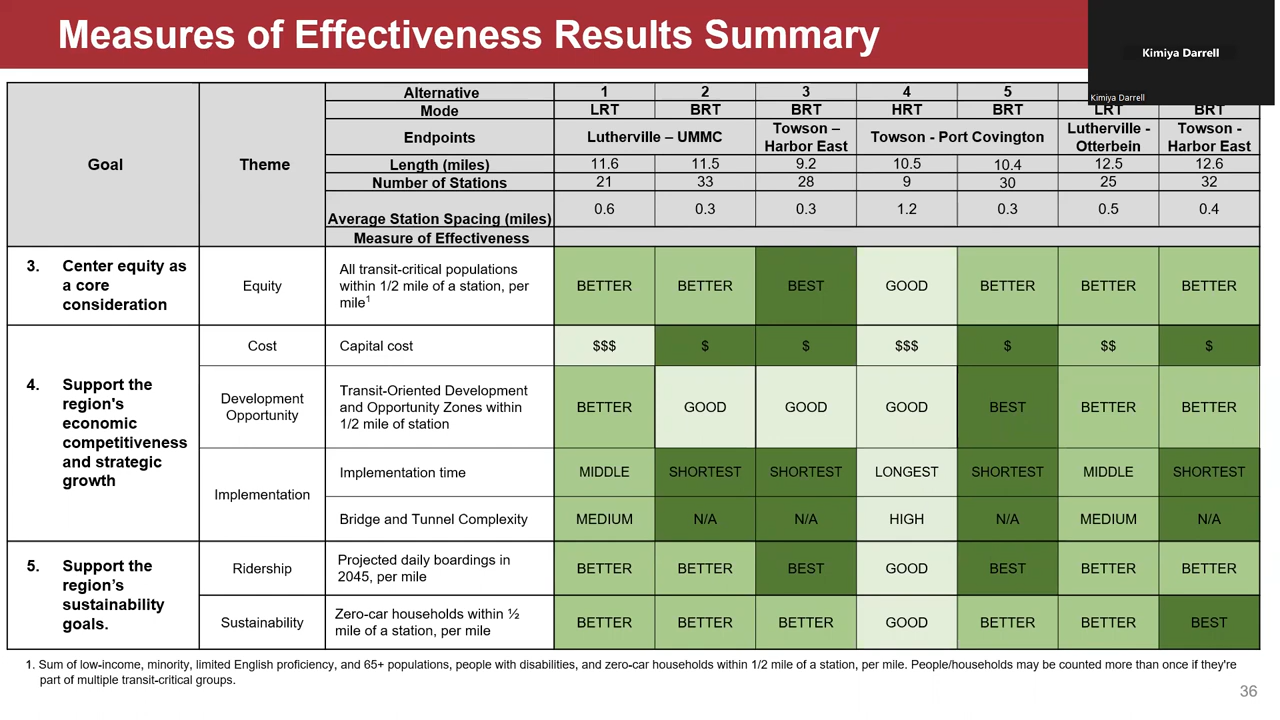 Measures of Effectiveness Results Summary
Kimiya Darrell
Kimiya Darrell
Goal
Theme
Alternative 1 2 3 4 5
Mode LRT BRT BRT HRT BRT LRT BRT
Endpoints Lutherville – UMMC Towson – Harbor East Towson - Port Covington Lutherville - Otterbein Towson - Harbor East
Length (miles) 11.6 11.5 9.2 10.5 10.4 12.5 12.6
Number of Stations 21 33 28 9 30 25 32
Average Station Spacing (miles) 0.6 0.3 0.3 1.2 0.3 0.5 0.4
Measure of Effectiveness
3. Center equity as
a core
consideration
Equity
All transit-critical populations
within 1/2 mile of a station, per
mile1
BETTER BETTER BEST GOOD BETTER BETTER BETTER
4. Support the
region's
economic
competitiveness
and strategic
growth
Cost
Capital cost
$$$ $ $ $$$ $ $$ $
Development
Opportunity
Transit-Oriented Development
and Opportunity Zones within
1/2 mile of station
BETTER GOOD GOOD GOOD BEST BETTER BETTER
Implementation
Implementation time
MIDDLE SHORTEST SHORTEST LONGEST SHORTEST MIDDLE SHORTEST
Bridge and Tunnel Complexity
MEDIUM N/A N/A HIGH N/A MEDIUM N/A
5. Support the
region’s
sustainability
goals.
Ridership
Projected daily boardings in
2045, per mile
BETTER BETTER BEST GOOD BEST BETTER BETTER
Sustainability
Zero-car households within ½
mile of a station, per mile
BETTER BETTER BETTER GOOD BETTER BETTER BEST
1. Sum of low-income, minority, limited English proficiency, and 65+ populations, people with disabilities, and zero-car households within 1/2 mile of a station, per mile. People/households may be counted more than once if they're
part of multiple transit-critical groups.
36